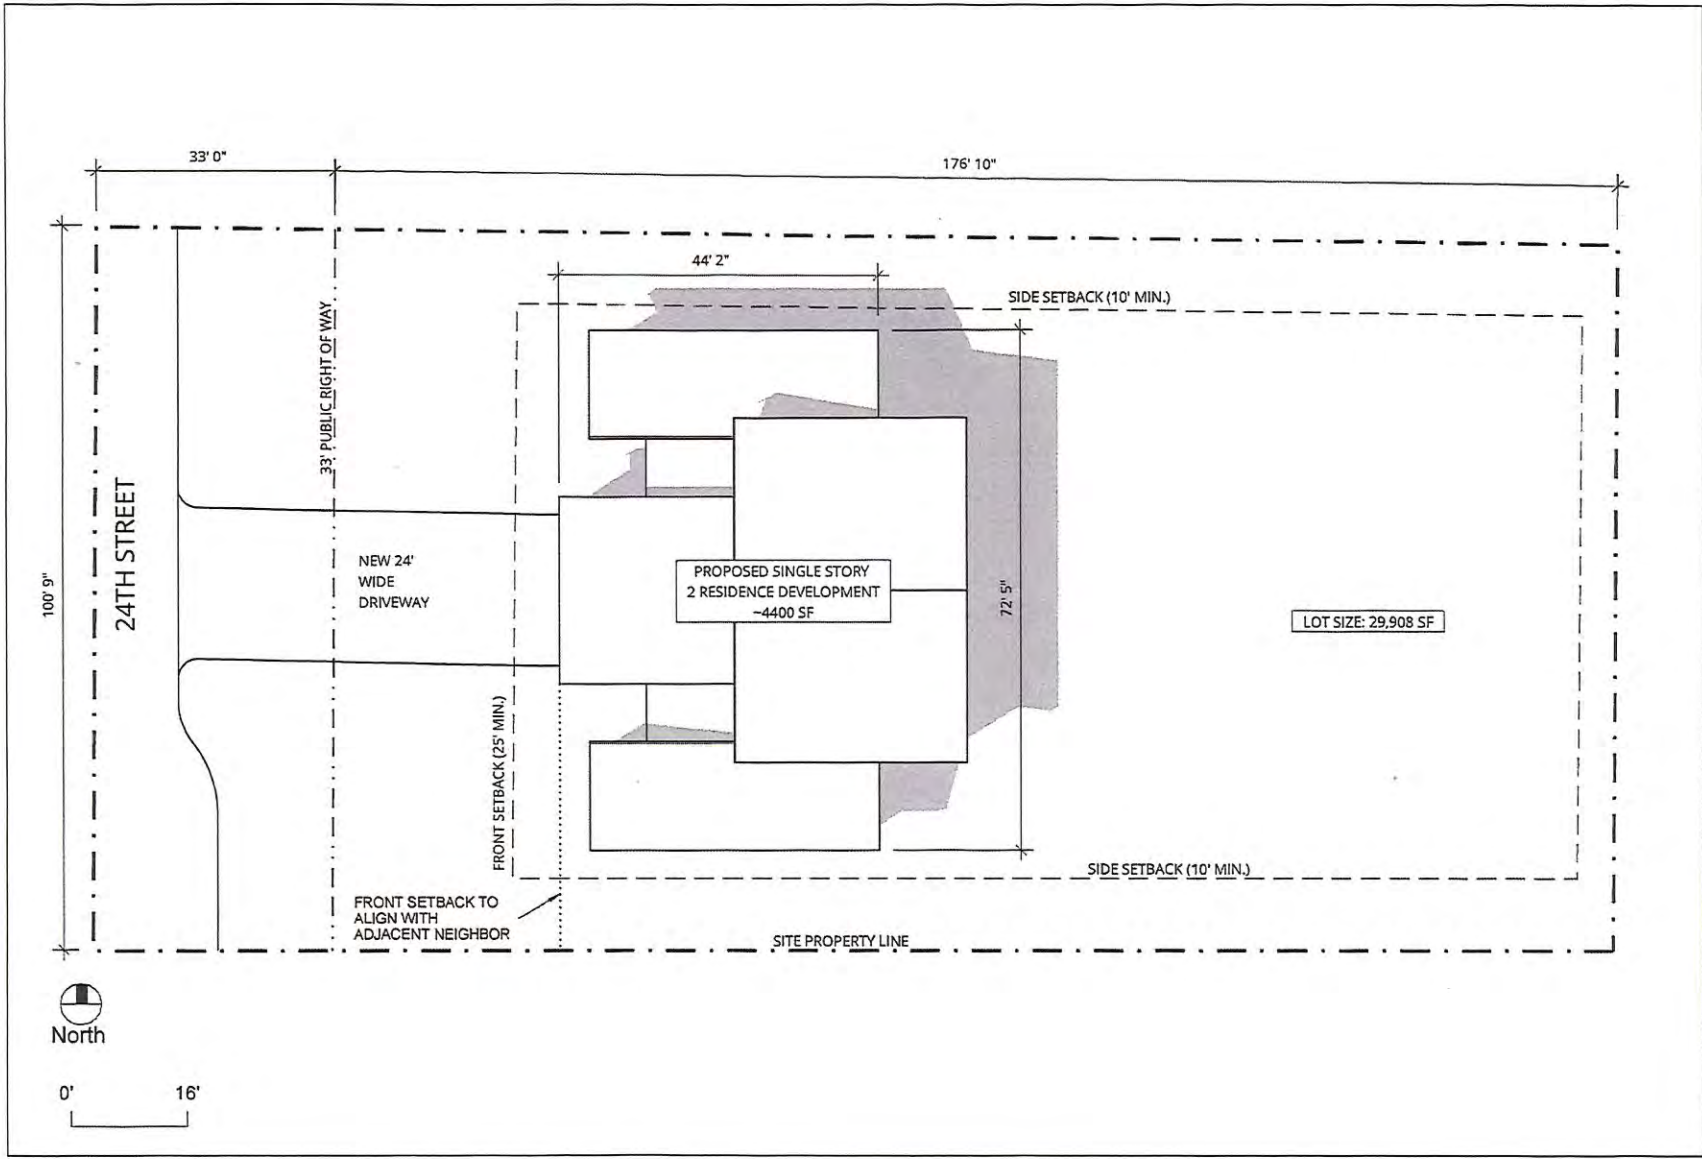 33' 0"
176' 10"
44' 2"
SIDE SETBACK (10' MIN.)
33' PUBLIC RIGHT OF WAY
24TH STREET
100' 9"
NEW 24'
WIDE
DRIVEWAY
PROPOSED SINGLE STORY
2 RESIDENCE DEVELOPMENT
~4400 SF
72' 5"
LOT SIZE: 29,908 SF
FRONT SETBACK (25' MIN.)
SIDE SETBACK (10' MIN.)
FRONT SETBACK TO
ALIGN WITH
ADJACENT NEIGHBOR
SITE PROPERTY LINE
North
0'
16'